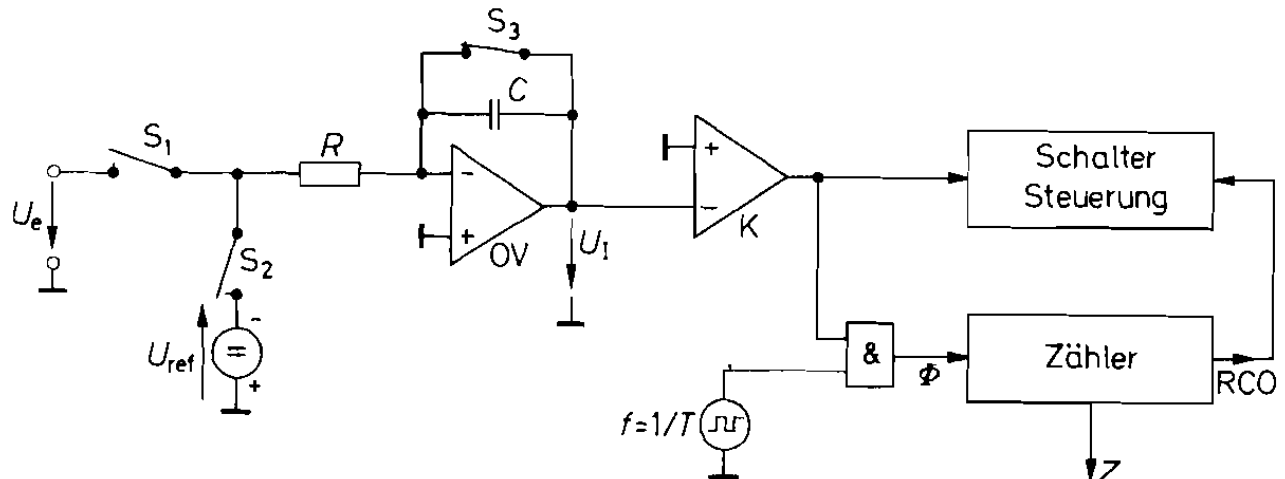 S3
C
S1
R
-
+
OV
UI
+
-
K
Schalter
Steuerung
Ue
S2
Uref
-
=
+
&
Φ
Zähler
RCO
f=1/T
Z